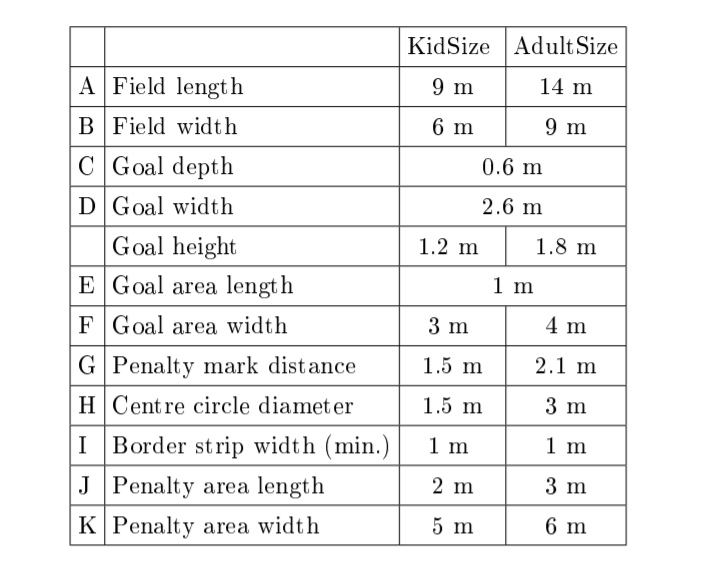 KidSize AdultSize
A Field length 9 m 14 m
B Field width 6 m 9 m
C Goal depth 0.6 m
D Goal width 2.6 m
Goal height 1.2 m 1.8 m
E Goal area length 1 m
F Goal area width 3 m 4 m
G Penalty mark distance 1.5 m 2.1 m
H Centre circle diameter 1.5 m 3 m
I Border strip width (min.) 1 m 1 m
J Penalty area length 2 m 3 m
K Penalty area width 5 m 6 m